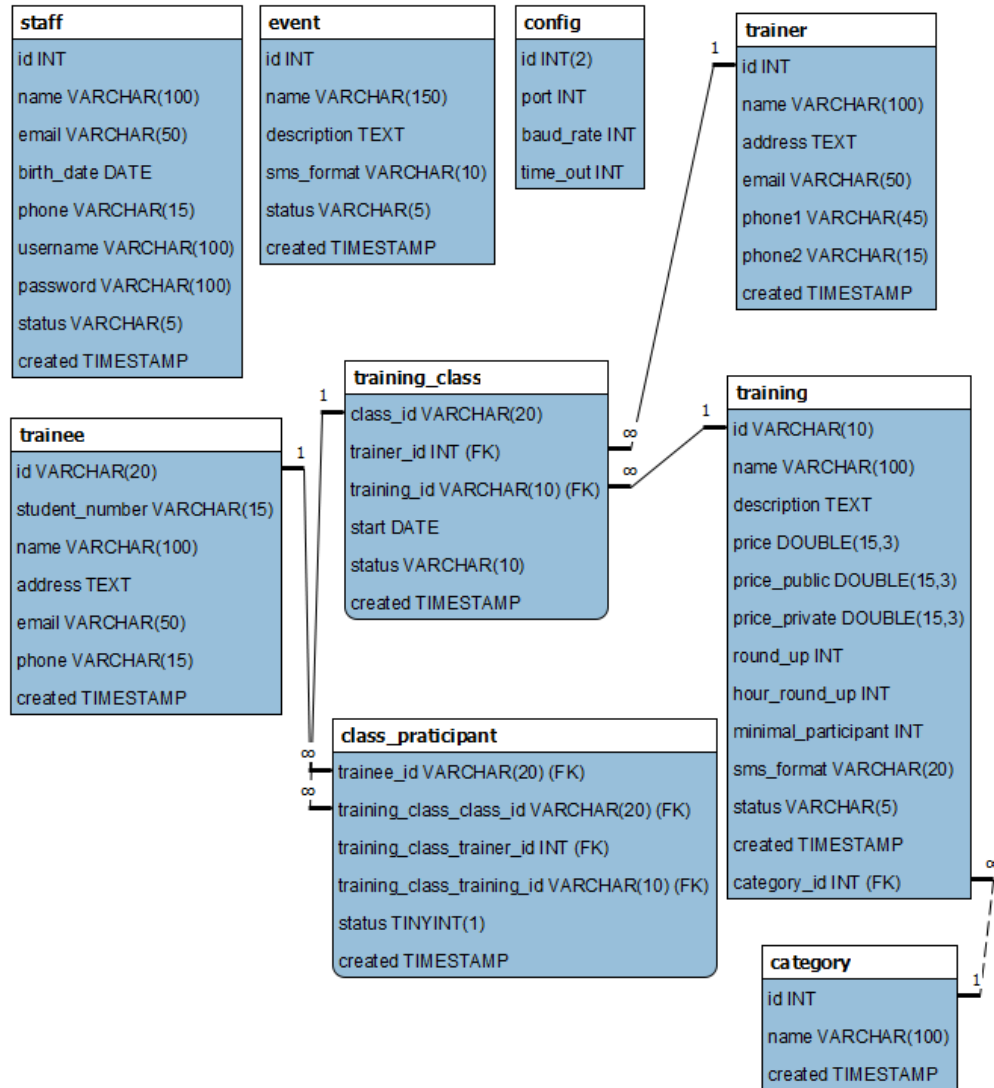 staff
id INT
name VARCHAR(100)
email VARCHAR(50)
birth_date DATE
phone VARCHAR(15)
username VARCHAR(100)
password VARCHAR(100)
status VARCHAR(5)
created TIMESTAMP
event
id INT
name VARCHAR(150)
description TEXT
sms_format VARCHAR(10)
status VARCHAR(5)
created TIMESTAMP
config
id INT(2)
port INT
baud_rate INT
time_out INT
trainer
1
id INT
name VARCHAR(100)
address TEXT
email VARCHAR(50)
phone1 VARCHAR(45)
phone2 VARCHAR(15)
created TIMESTAMP
trainee
1
id VARCHAR(20)
student_number VARCHAR(15)
name VARCHAR(100)
address TEXT
email VARCHAR(50)
phone VARCHAR(15)
created TIMESTAMP
training_class
1
class_id VARCHAR(20)
trainer_id INT (FK)
∞
training_id VARCHAR(10) (FK)
∞
start DATE
status VARCHAR(10)
created TIMESTAMP
training
1
id VARCHAR(10)
name VARCHAR(100)
description TEXT
price DOUBLE(15,3)
price_public DOUBLE(15,3)
price_private DOUBLE(15,3)
round_up INT
hour_round_up INT
minimal_participant INT
sms_format VARCHAR(20)
status VARCHAR(5)
created TIMESTAMP
category_id INT (FK)
∞
class_praticipant
∞
trainee_id VARCHAR(20) (FK)
∞
training_class_class_id VARCHAR(20) (FK)
training_class_trainer_id INT (FK)
training_class_training_id VARCHAR(10) (FK)
status TINYINT(1)
created TIMESTAMP
category
1
id INT
name VARCHAR(100)
created TIMESTAMP